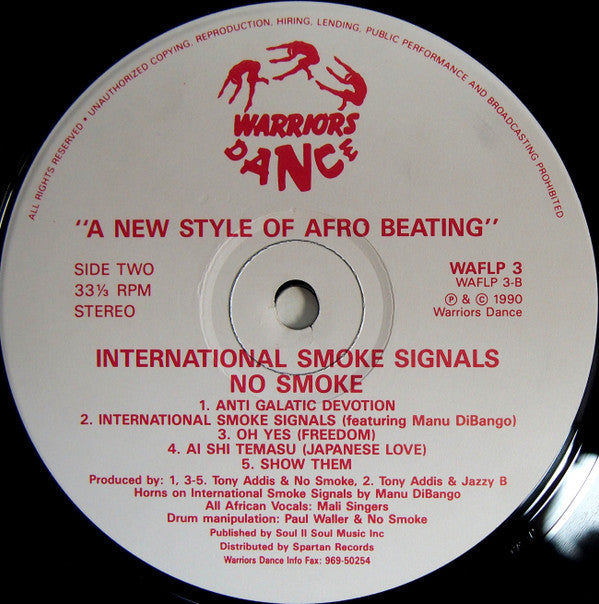 ALL RIGHTS RESERVED • UNAUTHORIZED COPYING, REPRODUCTION, HIRING, LENDING, PUBLIC PERFORMANCE AND BROADCASTING PROHIBITED
WARRIORS
DANCE
"A NEW STYLE OF AFRO BEATING"
SIDE TWO
33⅓ RPM
STEREO
WAFLP 3
WAFLP 3-B
Ⓟ & © 1990
Warriors Dance
INTERNATIONAL SMOKE SIGNALS
NO SMOKE
1. ANTI GALATIC DEVOTION
2. INTERNATIONAL SMOKE SIGNALS (featuring Manu DiBango)
3. OH YES (FREEDOM)
4. AI SHI TEMASU (JAPANESE LOVE)
5. SHOW THEM
Produced by: 1, 3-5. Tony Addis & No Smoke, 2. Tony Addis & Jazzy B
Horns on International Smoke Signals by Manu DiBango
All African Vocals: Mali Singers
Drum manipulation: Paul Waller & No Smoke
Published by Soul II Soul Music Inc
Distributed by Spartan Records
Warriors Dance Info Fax: 969-50254